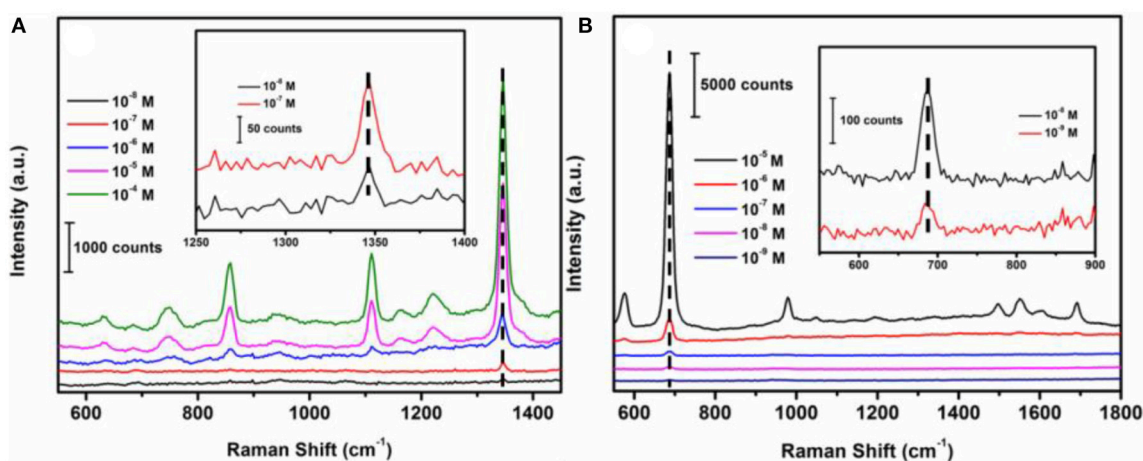 A
10⁻⁸ M
10⁻⁷ M
10⁻⁶ M
10⁻⁵ M
10⁻⁴ M
1000 counts
10⁻⁸ M
10⁻⁷ M
50 counts
1250 1300 1350 1400
Intensity (a.u.)
600 800 1000 1200 1400
Raman Shift (cm⁻¹)
B
5000 counts
10⁻⁵ M
10⁻⁶ M
10⁻⁷ M
10⁻⁸ M
10⁻⁹ M
100 counts
10⁻⁸ M
10⁻⁹ M
600 700 800 900
Intensity (a.u.)
600 800 1000 1200 1400 1600 1800
Raman Shift (cm⁻¹)